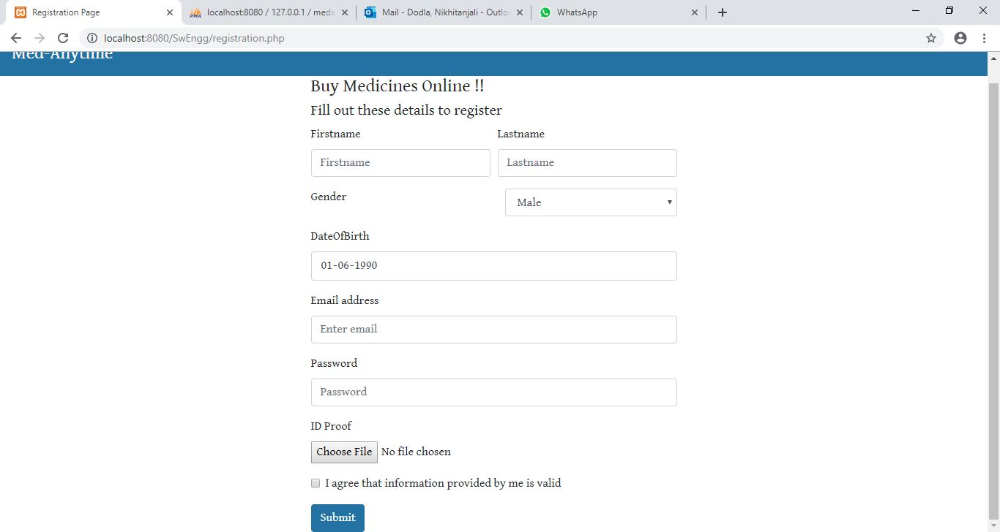 Registration Page
localhost:8080 / 127.0.0.1 / meda
Mail - Dodla, Nikhitanjali - Outlo
WhatsApp
localhost:8080/SwEngg/registration.php
Med-Anytime
Buy Medicines Online !!
Fill out these details to register
Firstname Lastname
Firstname Lastname
Gender Male
DateOfBirth
01-06-1990
Email address
Enter email
Password
Password
ID Proof
Choose File No file chosen
I agree that information provided by me is valid
Submit